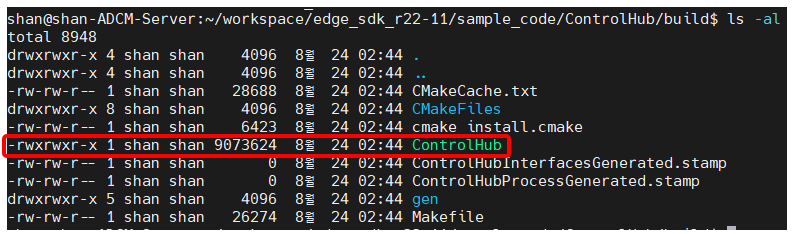 shan@shan-ADCM-Server:~/workspace/edge_sdk_r22-11/sample_code/ControlHub/build$ ls -al
total 8948
drwxrwxr-x 4 shan shan 4096 8월 24 02:44 .
drwxrwxr-x 4 shan shan 4096 8월 24 02:44 ..
-rw-rw-r-- 1 shan shan 28688 8월 24 02:44 CMakeCache.txt
drwxrwxr-x 8 shan shan 4096 8월 24 02:44 CMakeFiles
-rw-rw-r-- 1 shan shan 6423 8월 24 02:44 cmake_install.cmake
-rwxrwxr-x 1 shan shan 9073624 8월 24 02:44 ControlHub
-rw-rw-r-- 1 shan shan 0 8월 24 02:44 ControlHubInterfacesGenerated.stamp
-rw-rw-r-- 1 shan shan 0 8월 24 02:44 ControlHubProcessGenerated.stamp
drwxrwxr-x 5 shan shan 4096 8월 24 02:44 gen
-rw-rw-r-- 1 shan shan 26274 8월 24 02:44 Makefile